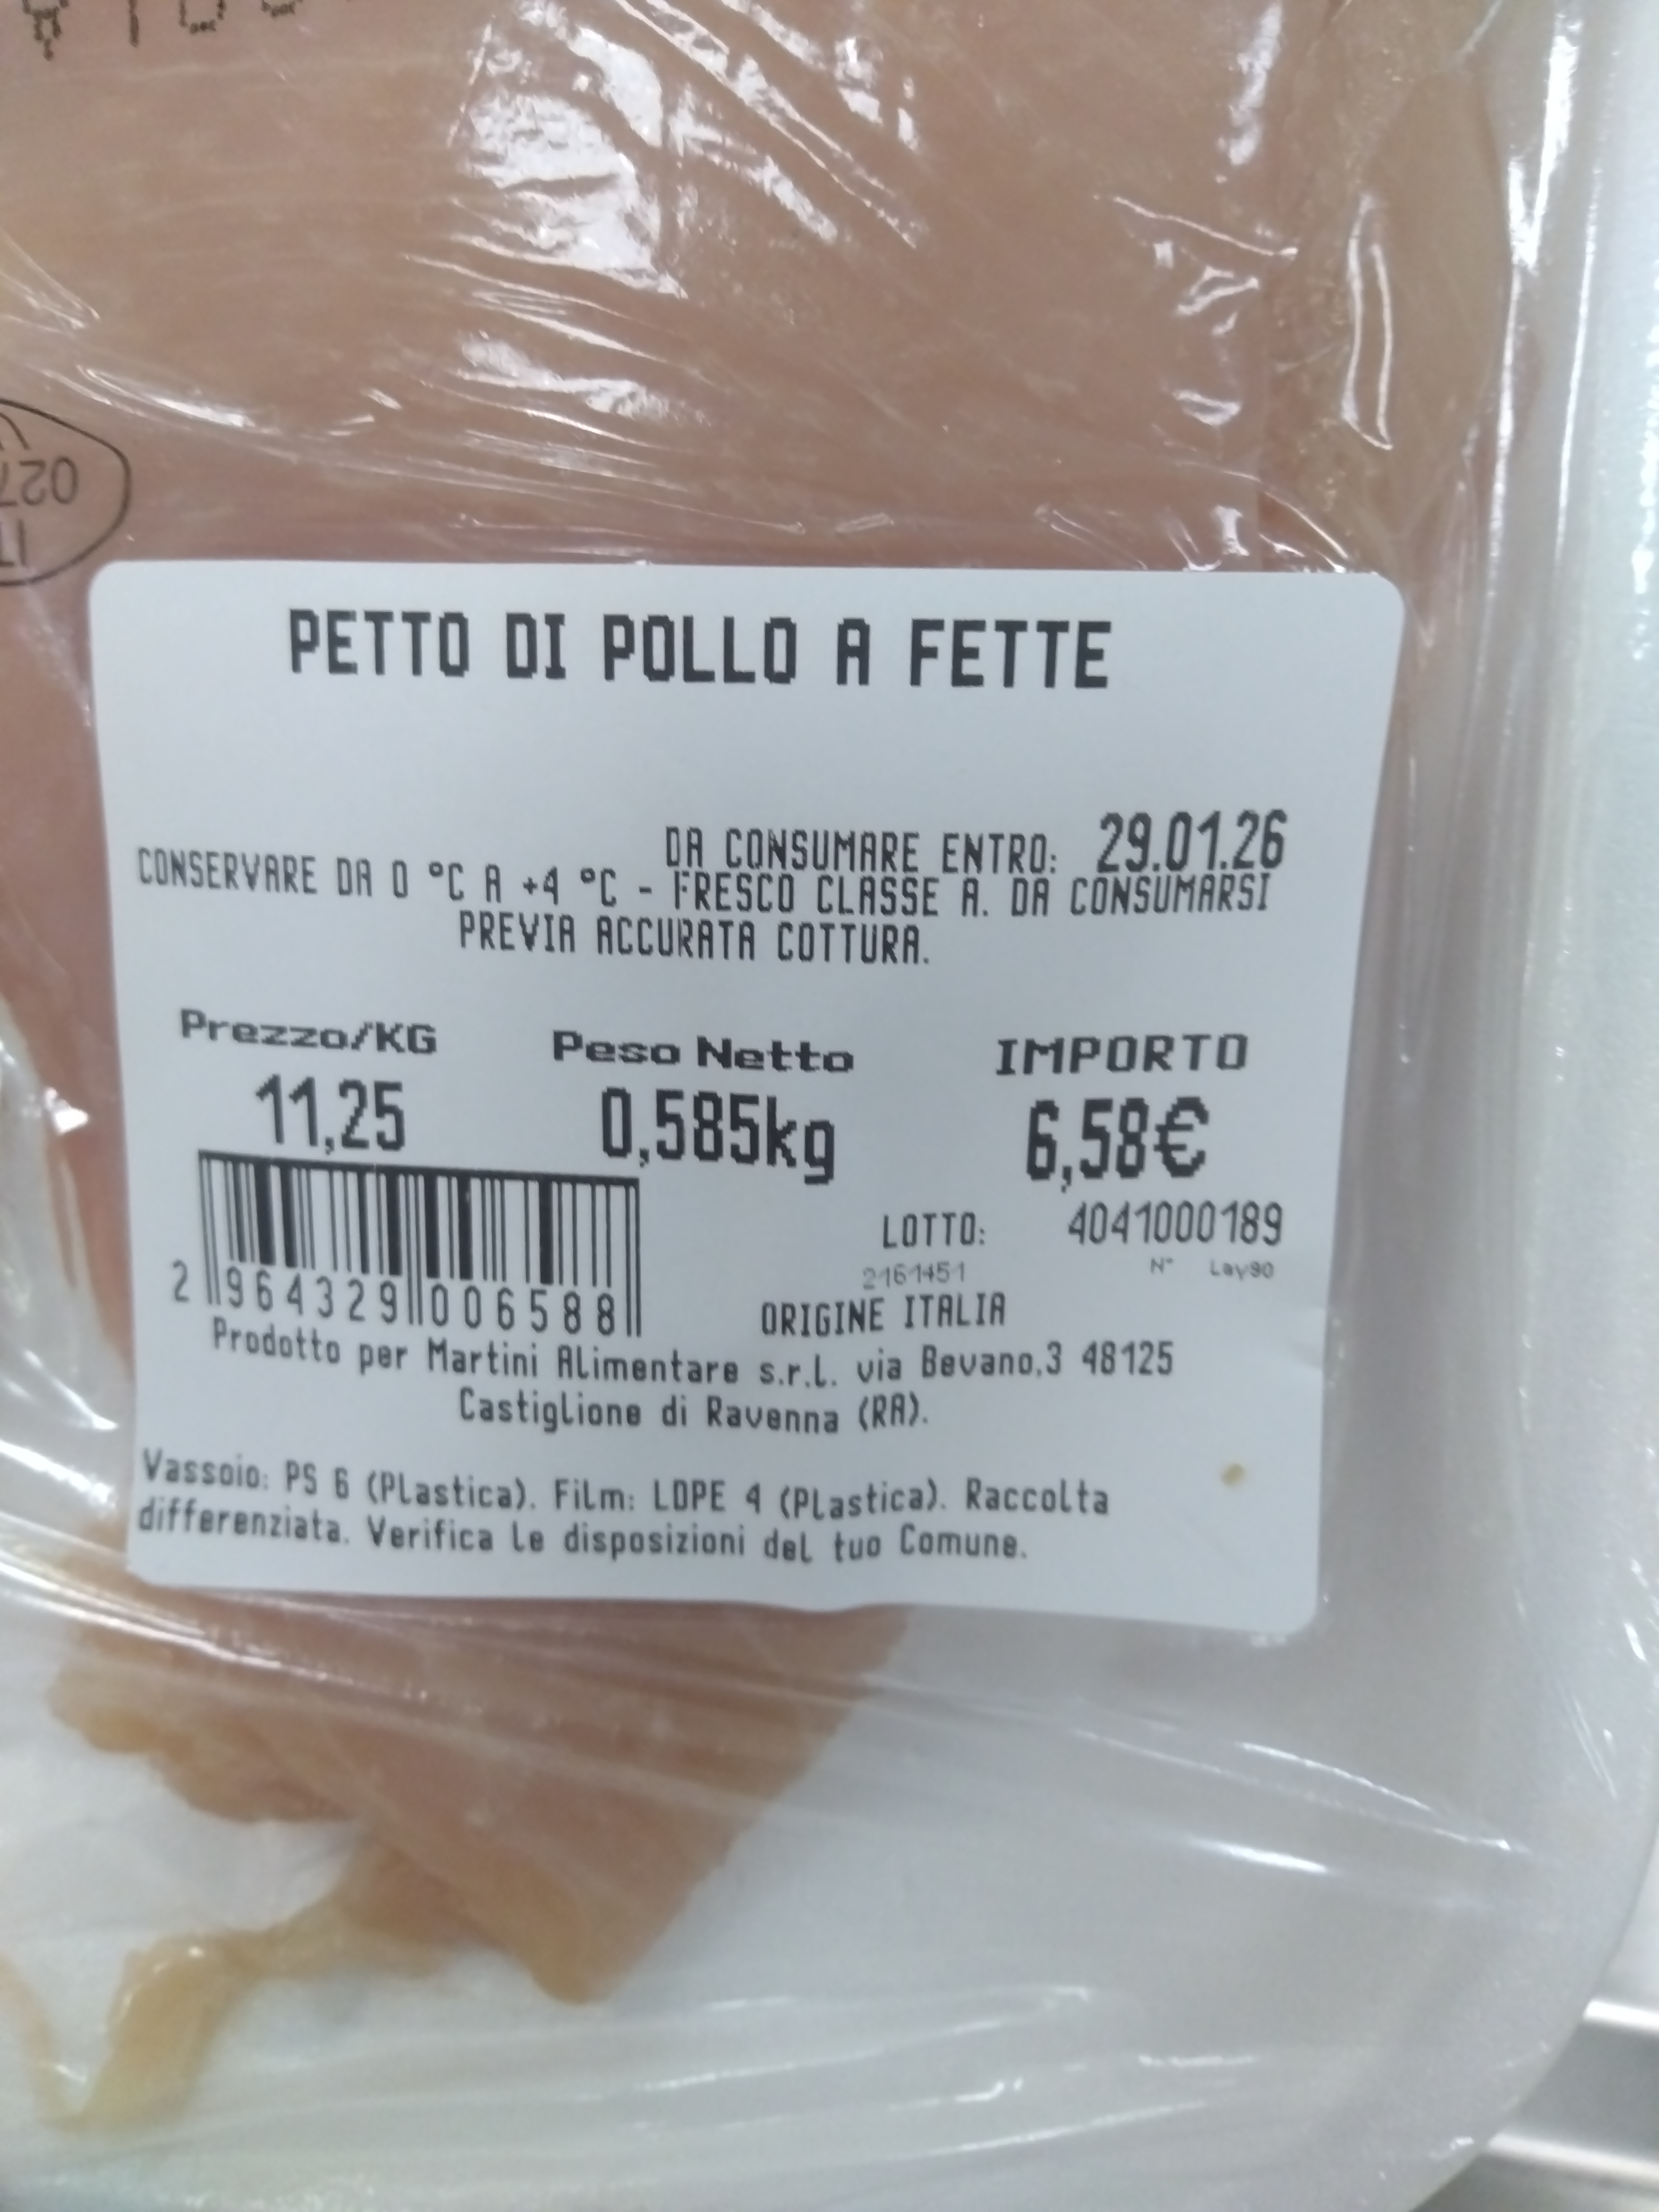 PETTO DI POLLO A FETTE
DA CONSUMARE ENTRO: 29.01.26
CONSERVARE DA 0 °C A +4 °C - FRESCO CLASSE A. DA CONSUMARSI
PREVIA ACCURATA COTTURA.
Prezzo/KG Peso Netto IMPORTO
11,25 0,585kg 6,58€
LOTTO: 4041000189
2161451 N° Lay90
2 964329 006588
ORIGINE ITALIA
Prodotto per Martini Alimentare s.r.l. via Bevano,3 48125
Castiglione di Ravenna (RA).
Vassoio: PS 6 (Plastica). Film: LDPE 4 (Plastica). Raccolta
differenziata. Verifica le disposizioni del tuo Comune.